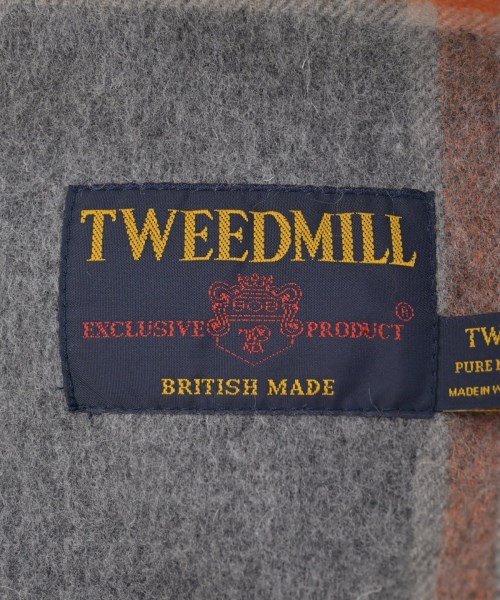 TWEEDMILL
EXCLUSIVE PRODUCT ®
BRITISH MADE
TW
PURE
MADE IN W